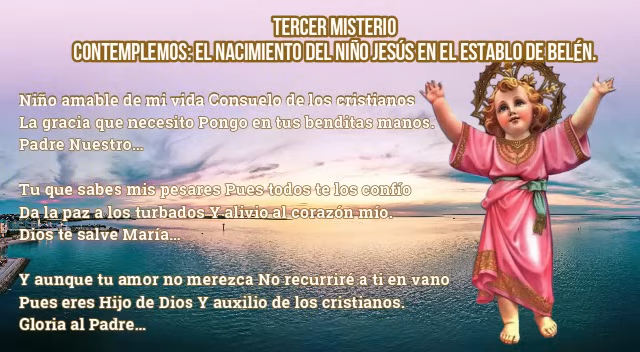 TERCER MISTERIO
CONTEMPLEMOS: EL NACIMIENTO DEL NIÑO JESÚS EN EL ESTABLO DE BELÉN.
Niño amable de mi vida Consuelo de los cristianos
La gracia que necesito Pongo en tus benditas manos.
Padre Nuestro...
Tu que sabes mis pesares Pues todos te los confío
Da la paz a los turbados Y alivio al corazón mío.
Dios te salve María...
Y aunque tu amor no merezca No recurriré a ti en vano
Pues eres Hijo de Dios Y auxilio de los cristianos.
Gloria al Padre...